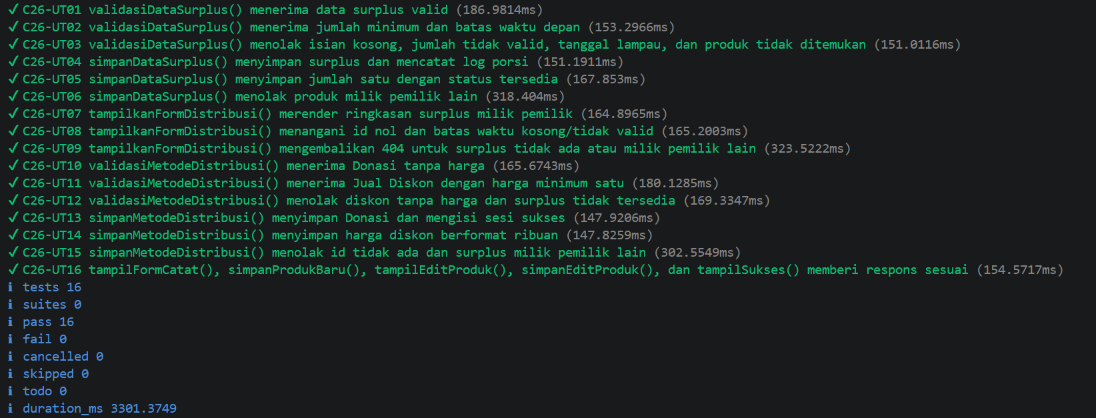 ✓ C26-UT01 validasiDataSurplus() menerima data surplus valid (186.9814ms)
✓ C26-UT02 validasiDataSurplus() menerima jumlah minimum dan batas waktu depan (153.2966ms)
✓ C26-UT03 validasiDataSurplus() menolak isian kosong, jumlah tidak valid, tanggal lampau, dan produk tidak ditemukan (151.0116ms)
✓ C26-UT04 simpanDataSurplus() menyimpan surplus dan mencatat log porsi (151.1911ms)
✓ C26-UT05 simpanDataSurplus() menyimpan jumlah satu dengan status tersedia (167.853ms)
✓ C26-UT06 simpanDataSurplus() menolak produk milik pemilik lain (318.404ms)
✓ C26-UT07 tampilkanFormDistribusi() merender ringkasan surplus milik pemilik (164.8965ms)
✓ C26-UT08 tampilkanFormDistribusi() menangani id nol dan batas waktu kosong/tidak valid (165.2003ms)
✓ C26-UT09 tampilkanFormDistribusi() mengembalikan 404 untuk surplus tidak ada atau milik pemilik lain (323.5222ms)
✓ C26-UT10 validasiMetodeDistribusi() menerima Donasi tanpa harga (165.6743ms)
✓ C26-UT11 validasiMetodeDistribusi() menerima Jual Diskon dengan harga minimum satu (180.1285ms)
✓ C26-UT12 validasiMetodeDistribusi() menolak diskon tanpa harga dan surplus tidak tersedia (169.3347ms)
✓ C26-UT13 simpanMetodeDistribusi() menyimpan Donasi dan mengisi sesi sukses (147.9206ms)
✓ C26-UT14 simpanMetodeDistribusi() menyimpan harga diskon berformat ribuan (147.8259ms)
✓ C26-UT15 simpanMetodeDistribusi() menolak id tidak ada dan surplus milik pemilik lain (302.5549ms)
✓ C26-UT16 tampilFormCatat(), simpanProdukBaru(), tampilEditProduk(), simpanEditProduk(), dan tampilSukses() memberi respons sesuai (154.5717ms)
ℹ tests 16
ℹ suites 0
ℹ pass 16
ℹ fail 0
ℹ cancelled 0
ℹ skipped 0
ℹ todo 0
ℹ duration_ms 3301.3749